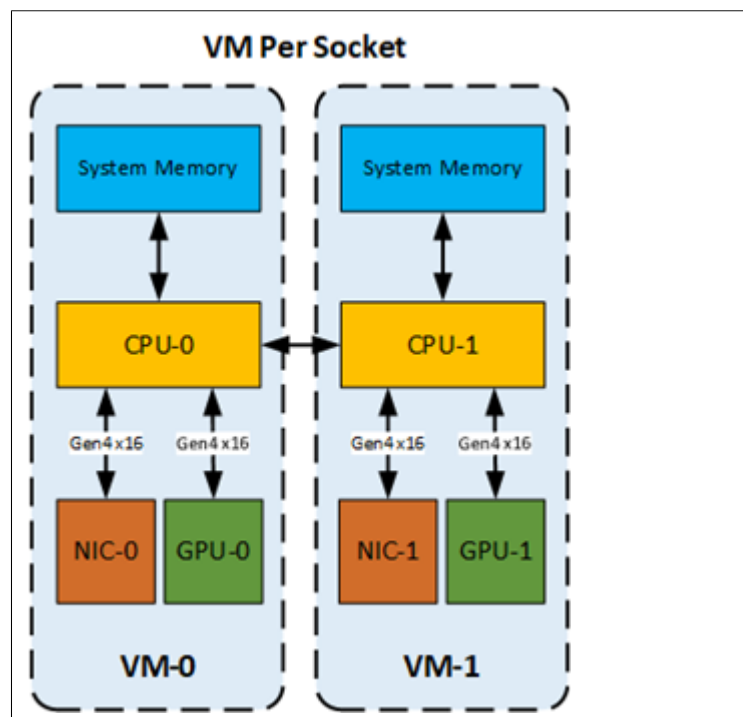 VM Per Socket
System Memory
System Memory
CPU-0
CPU-1
Gen4 x16
Gen4 x16
Gen4 x16
Gen4 x16
NIC-0
GPU-0
NIC-1
GPU-1
VM-0
VM-1